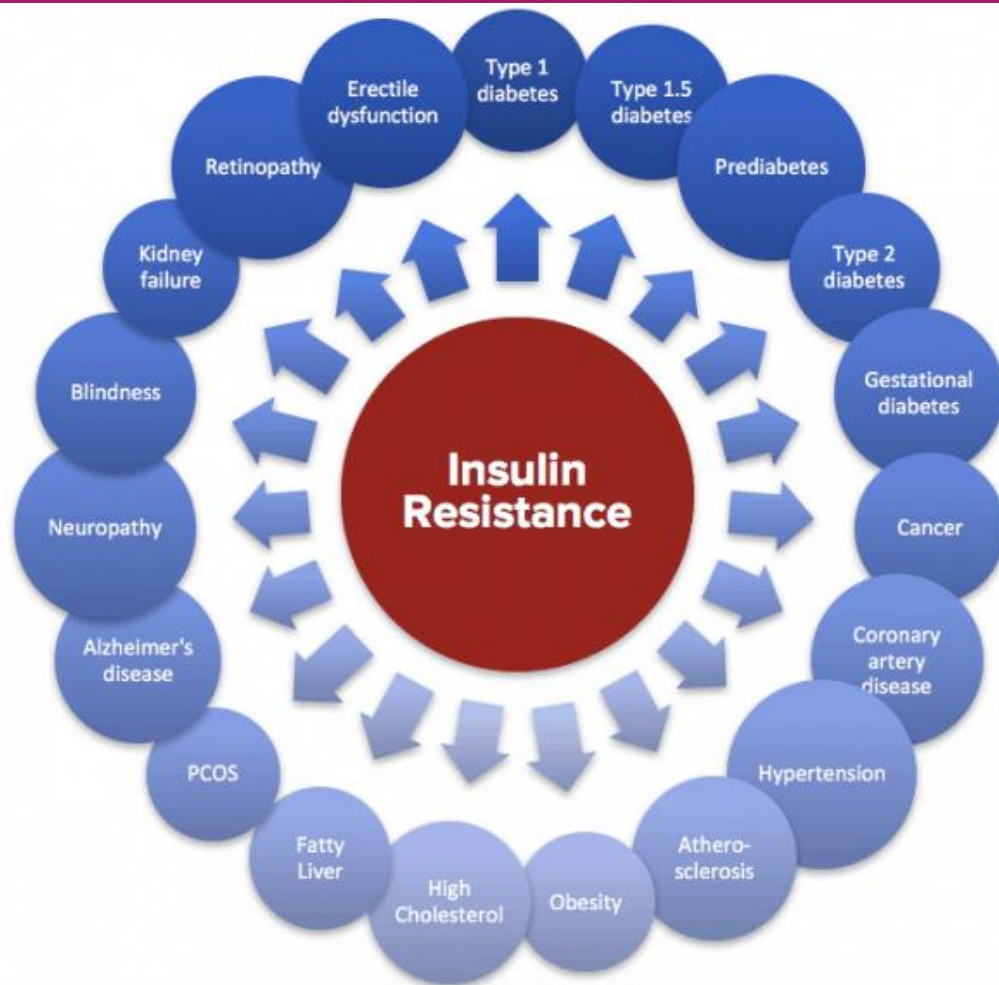 Insulin
Resistance
Type 1
diabetes
Type 1.5
diabetes
Prediabetes
Type 2
diabetes
Gestational
diabetes
Cancer
Coronary
artery
disease
Hypertension
Athero-
sclerosis
Obesity
High
Cholesterol
Fatty
Liver
PCOS
Alzheimer's
disease
Neuropathy
Blindness
Kidney
failure
Retinopathy
Erectile
dysfunction